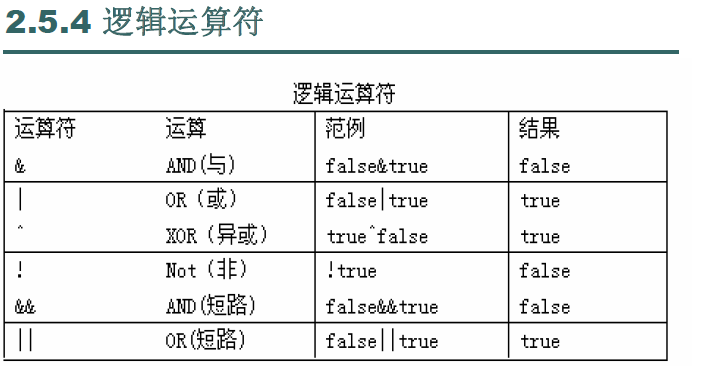 2.5.4 逻辑运算符
逻辑运算符
运算符 运算 范例 结果
& AND(与) false&true false
| OR（或） false|true true
^ XOR（异或） true^false true
! Not（非） !true false
&& AND(短路) false&&true false
|| OR(短路) false||true true